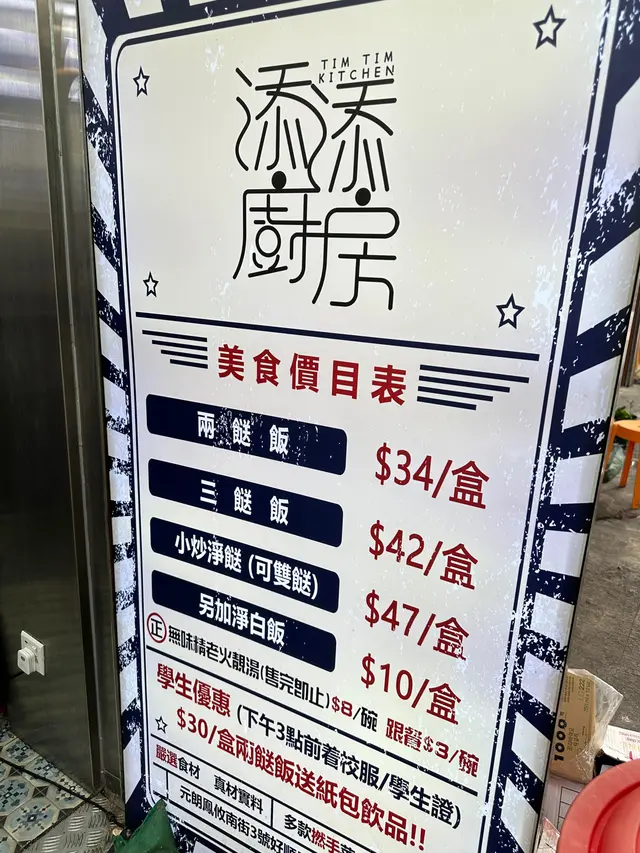 TIM TIM
KITCHEN
添添
廚房
美食價目表
兩餸飯 $34/盒
三餸飯 $42/盒
小炒淨餸 (可雙餸) $47/盒
另加淨白飯 $10/盒
正 無味精老火靚湯(售完即止) $8/碗 跟餐$3/碗
學生優惠 (下午3點前着校服/學生證)
$30/盒兩餸飯送紙包飲品!!
嚴選食材 真材實料 多款撚手
元朗鳳攸南街3號好順